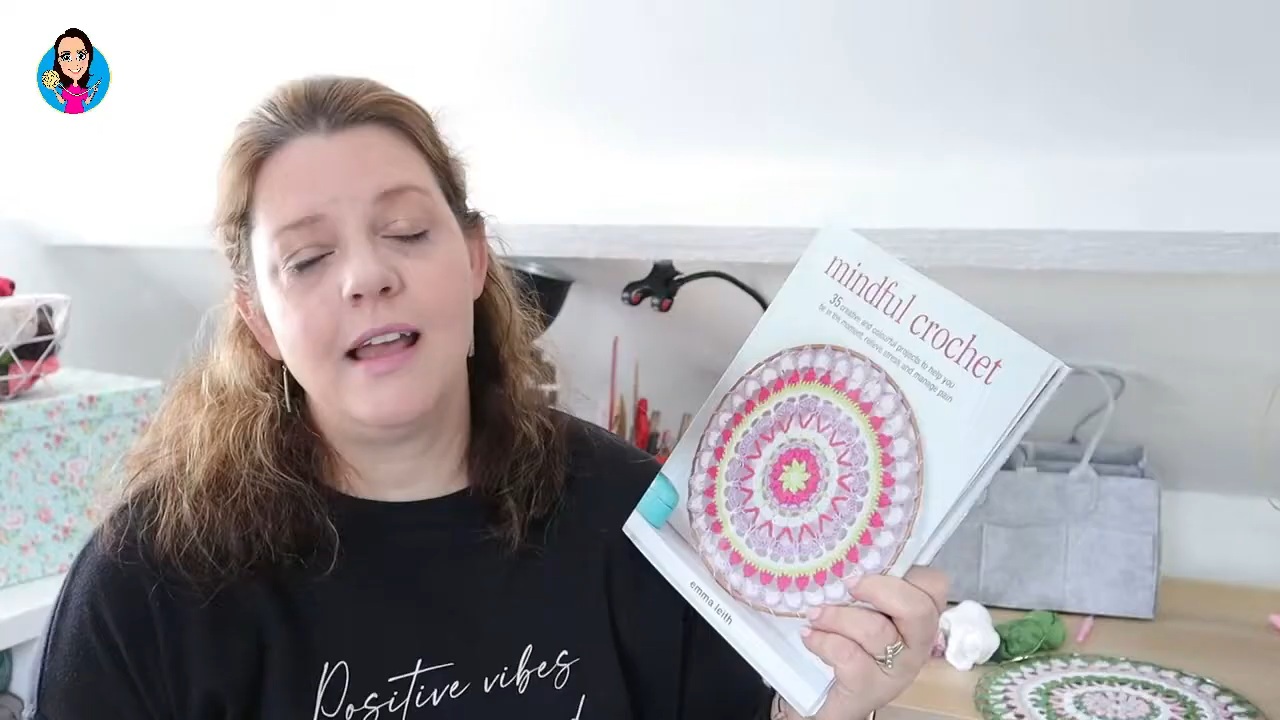 mindful crochet
35 creative and colourful projects to help you
be in the moment, relieve stress and manage pain
emma leith
Positive vibes